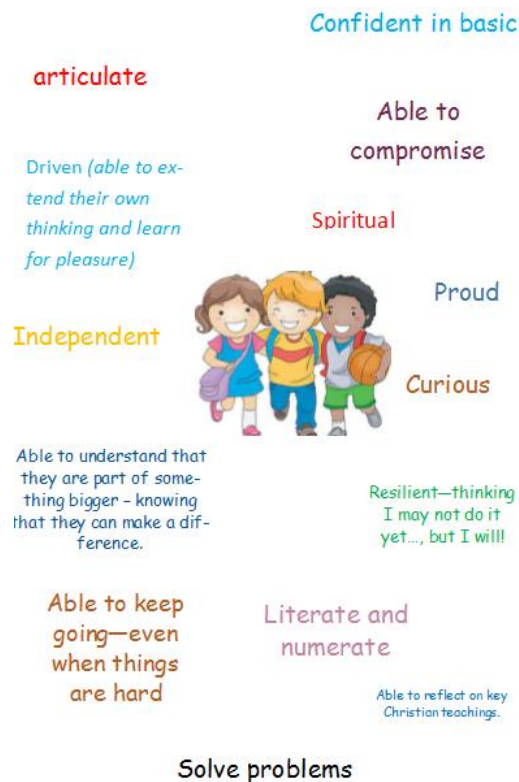 Confident in basic
articulate
Able to
compromise
Driven (able to ex-
tend their own
thinking and learn
for pleasure)
Spiritual
Proud
Independent
Curious
Able to understand that
they are part of some-
thing bigger – knowing
that they can make a dif-
ference.
Resilient—thinking
I may not do it
yet…, but I will!
Able to keep
going—even
when things
are hard
Literate and
numerate
Able to reflect on key
Christian teachings.
Solve problems